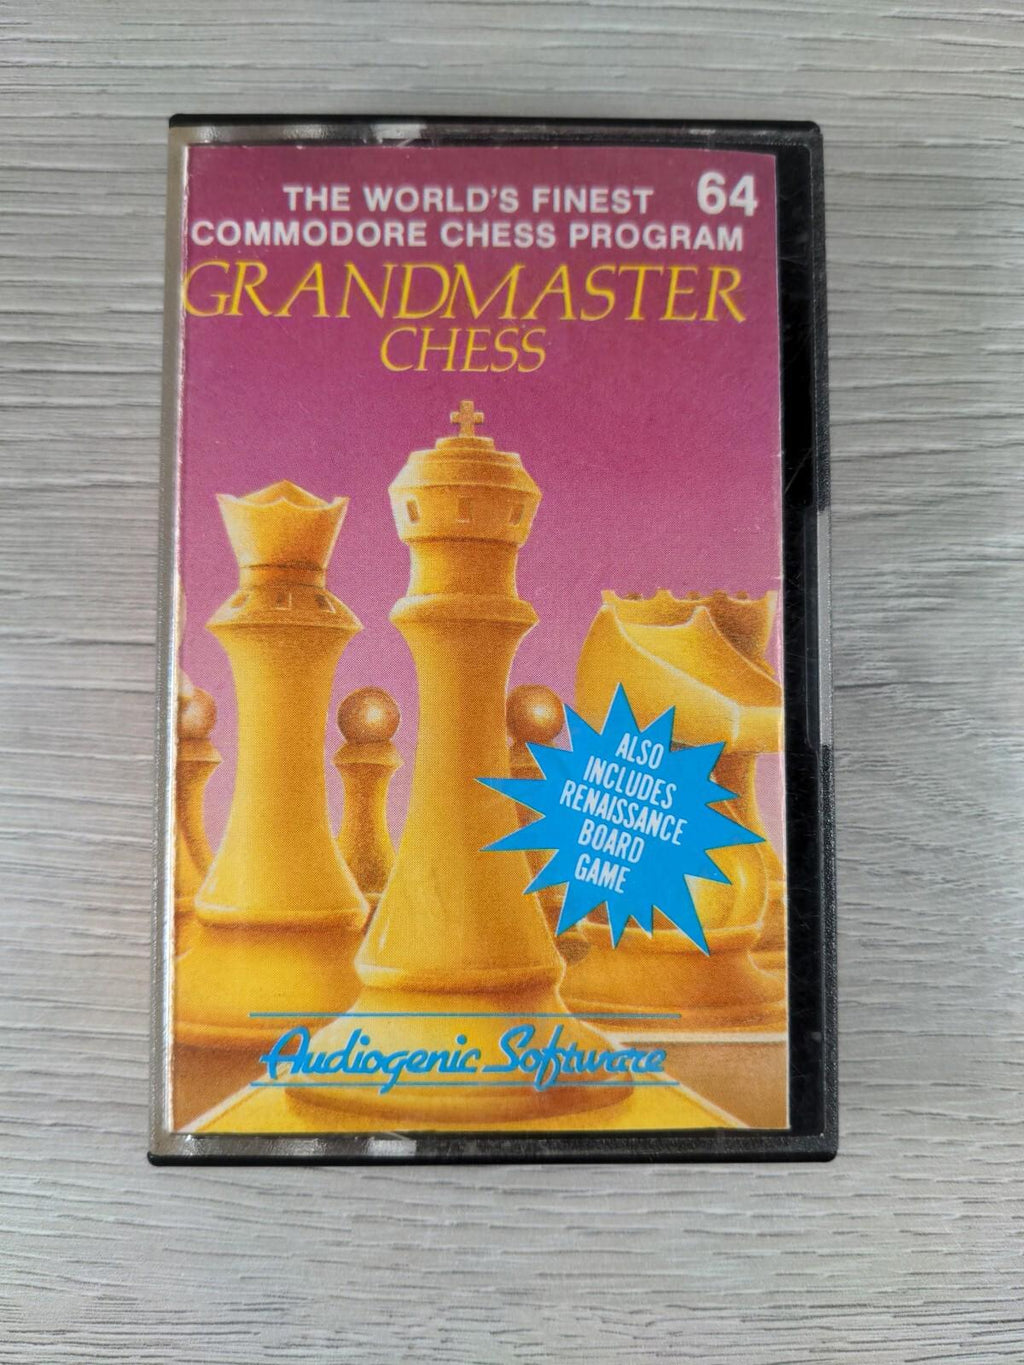 THE WORLD'S FINEST 64
COMMODORE CHESS PROGRAM
GRANDMASTER
CHESS
ALSO
INCLUDES
RENAISSANCE
BOARD
GAME
Audiogenic Software